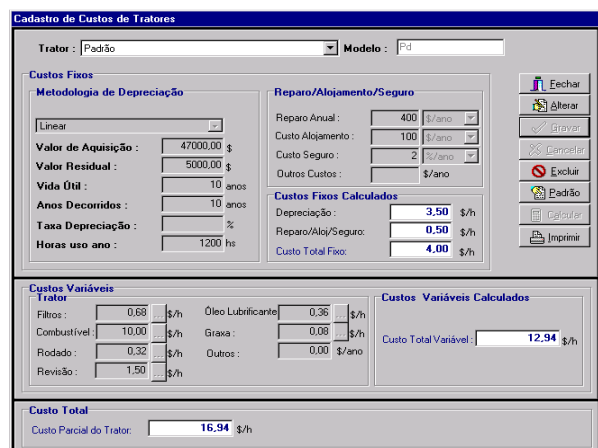 Cadastro de Custos de Tratores
Trator : Padrão Modelo : Pd
Custos Fixos
Metodologia de Depreciação
Linear
Valor de Aquisição : 47000,00 $
Valor Residual : 5000,00 $
Vida Útil : 10 anos
Anos Decorridos : 10 anos
Taxa Depreciação : %
Horas uso ano : 1200 hs
Reparo/Alojamento/Seguro
Reparo Anual : 400 $/ano
Custo Alojamento : 100 $/ano
Custo Seguro : 2 %/ano
Outros Custos : $/ano
Custos Fixos Calculados
Depreciação : 3,50 $/h
Reparo/Aloj/Seguro: 0,50 $/h
Custo Total Fixo: 4,00 $/h
Fechar
Alterar
Gravar
Cancelar
Excluir
Padrão
Calcular
Imprimir
Custos Variáveis
Trator
Filtros : 0,68 ... $/h
Combustível : 10,00 ... $/h
Rodado : 0,32 ... $/h
Revisão : 1,50 ... $/h
Óleo Lubrificante 0,36 ... $/h
Graxa : 0,08 ... $/h
Outros : 0,00 $/ano
Custos Variáveis Calculados
Custo Total Variável : 12,94 $/h
Custo Total
Custo Parcial do Trator: 16,94 $/h